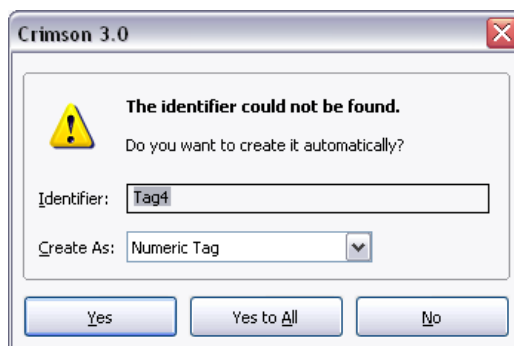 Crimson 3.0
The identifier could not be found.
Do you want to create it automatically?
Identifier: Tag4
Create As: Numeric Tag
Yes Yes to All No